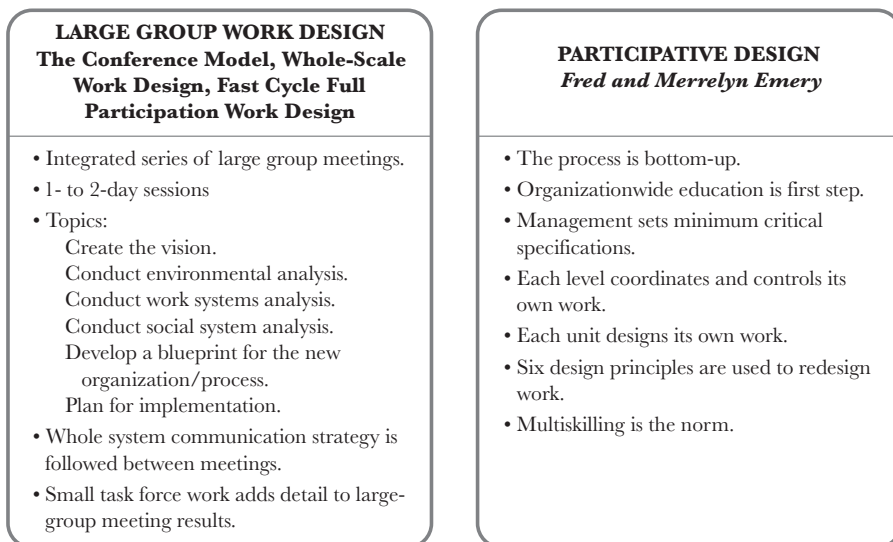 LARGE GROUP WORK DESIGN
The Conference Model, Whole-Scale
Work Design, Fast Cycle Full
Participation Work Design
• Integrated series of large group meetings.
• 1- to 2-day sessions
• Topics:
Create the vision.
Conduct environmental analysis.
Conduct work systems analysis.
Conduct social system analysis.
Develop a blueprint for the new
organization/process.
Plan for implementation.
• Whole system communication strategy is
followed between meetings.
• Small task force work adds detail to large-
group meeting results.
PARTICIPATIVE DESIGN
Fred and Merrelyn Emery
• The process is bottom-up.
• Organizationwide education is first step.
• Management sets minimum critical
specifications.
• Each level coordinates and controls its
own work.
• Each unit designs its own work.
• Six design principles are used to redesign
work.
• Multiskilling is the norm.